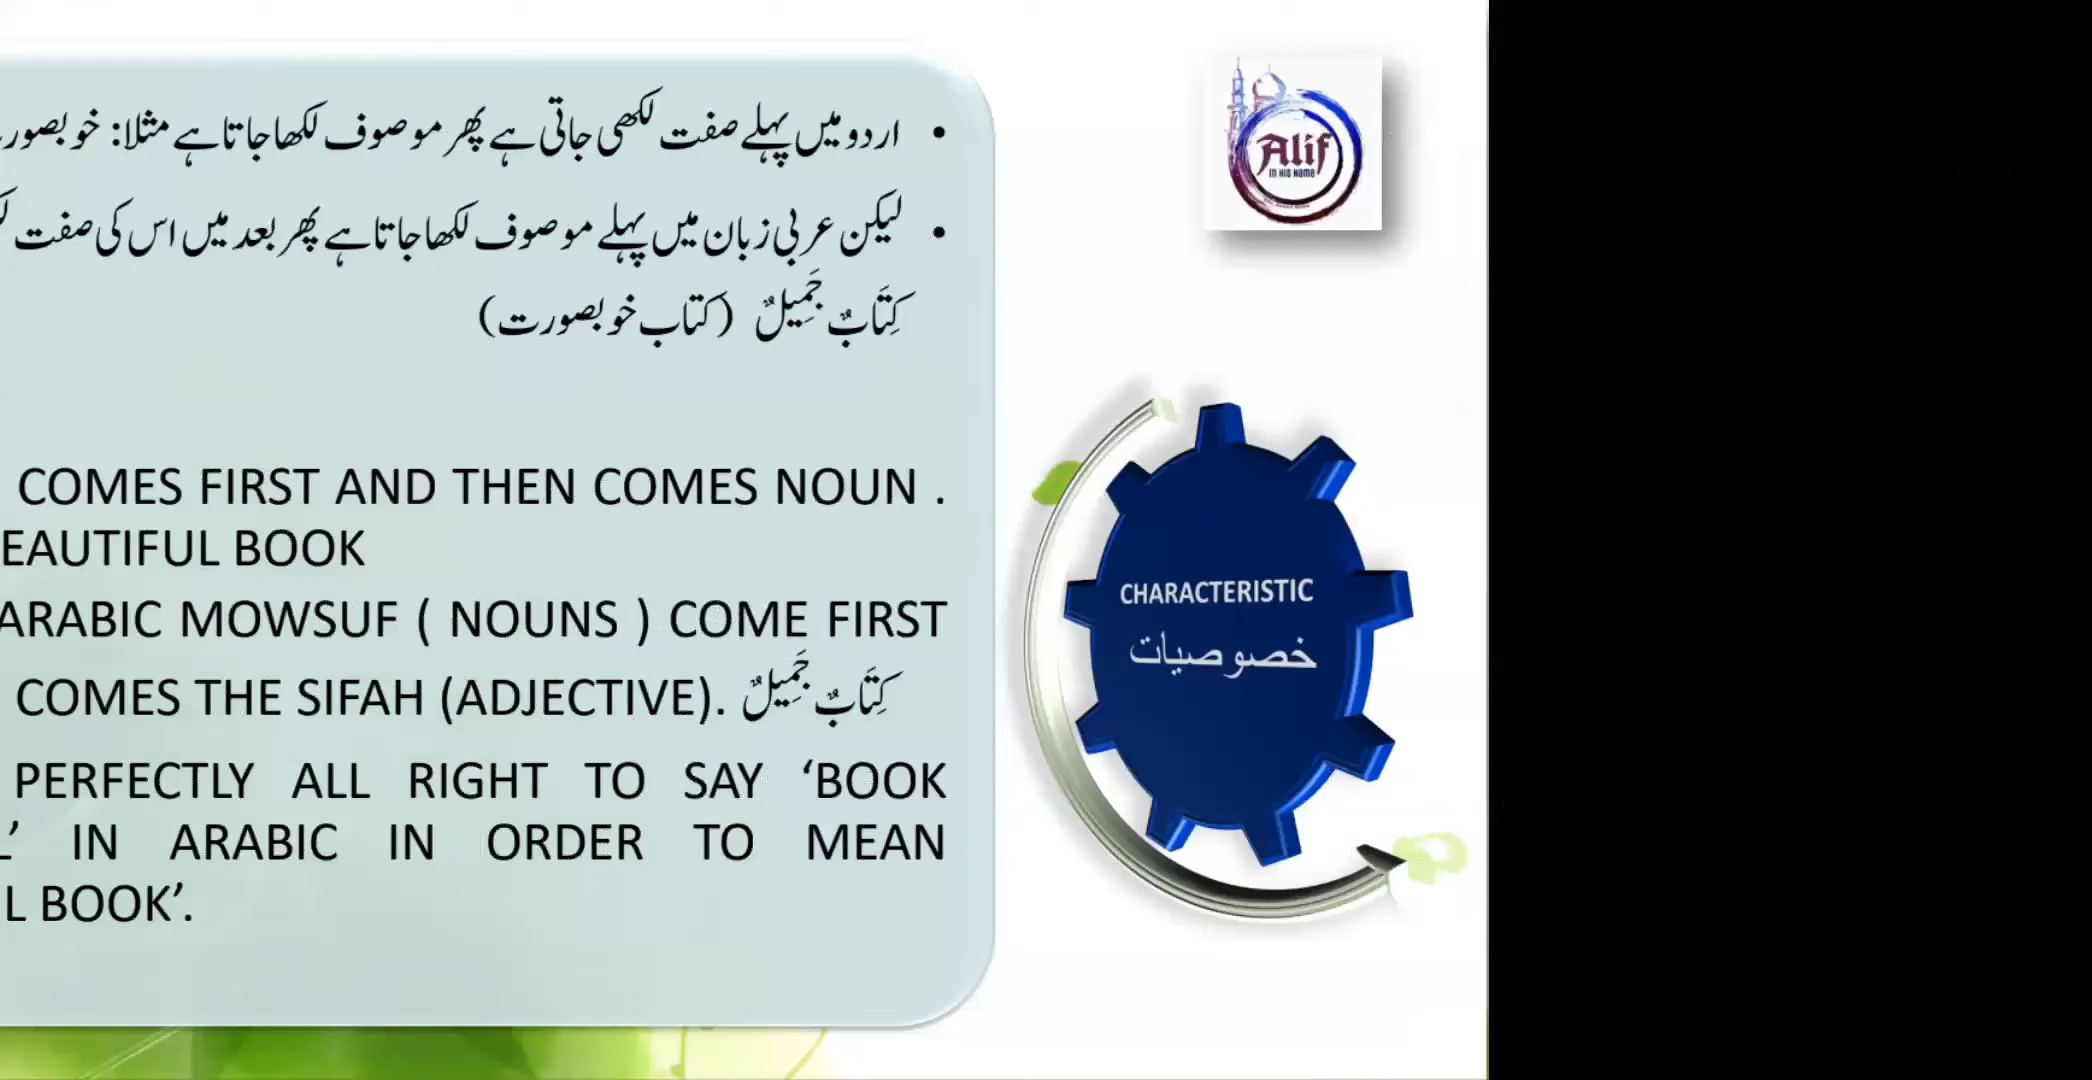 اردو میں پہلے صفت لکھی جاتی ہے پھر موصوف لکھا جاتا ہے مثلا:
لیکن عربی زبان میں پہلے موصوف لکھا جاتا ہے پھر بعد میں اس کی صفت
كِتَابٌ جَمِيلٌ (کتاب خوبصورت)
COMES FIRST AND THEN COMES NOUN .
EAUTIFUL BOOK
ARABIC MOWSUF ( NOUNS ) COME FIRST
COMES THE SIFAH (ADJECTIVE). كِتَابٌ جَمِيلٌ
PERFECTLY ALL RIGHT TO SAY ‘BOOK
L’ IN ARABIC IN ORDER TO MEAN
L BOOK’.
Alif
IN HIS NAME
CHARACTERISTIC
خصوصیات